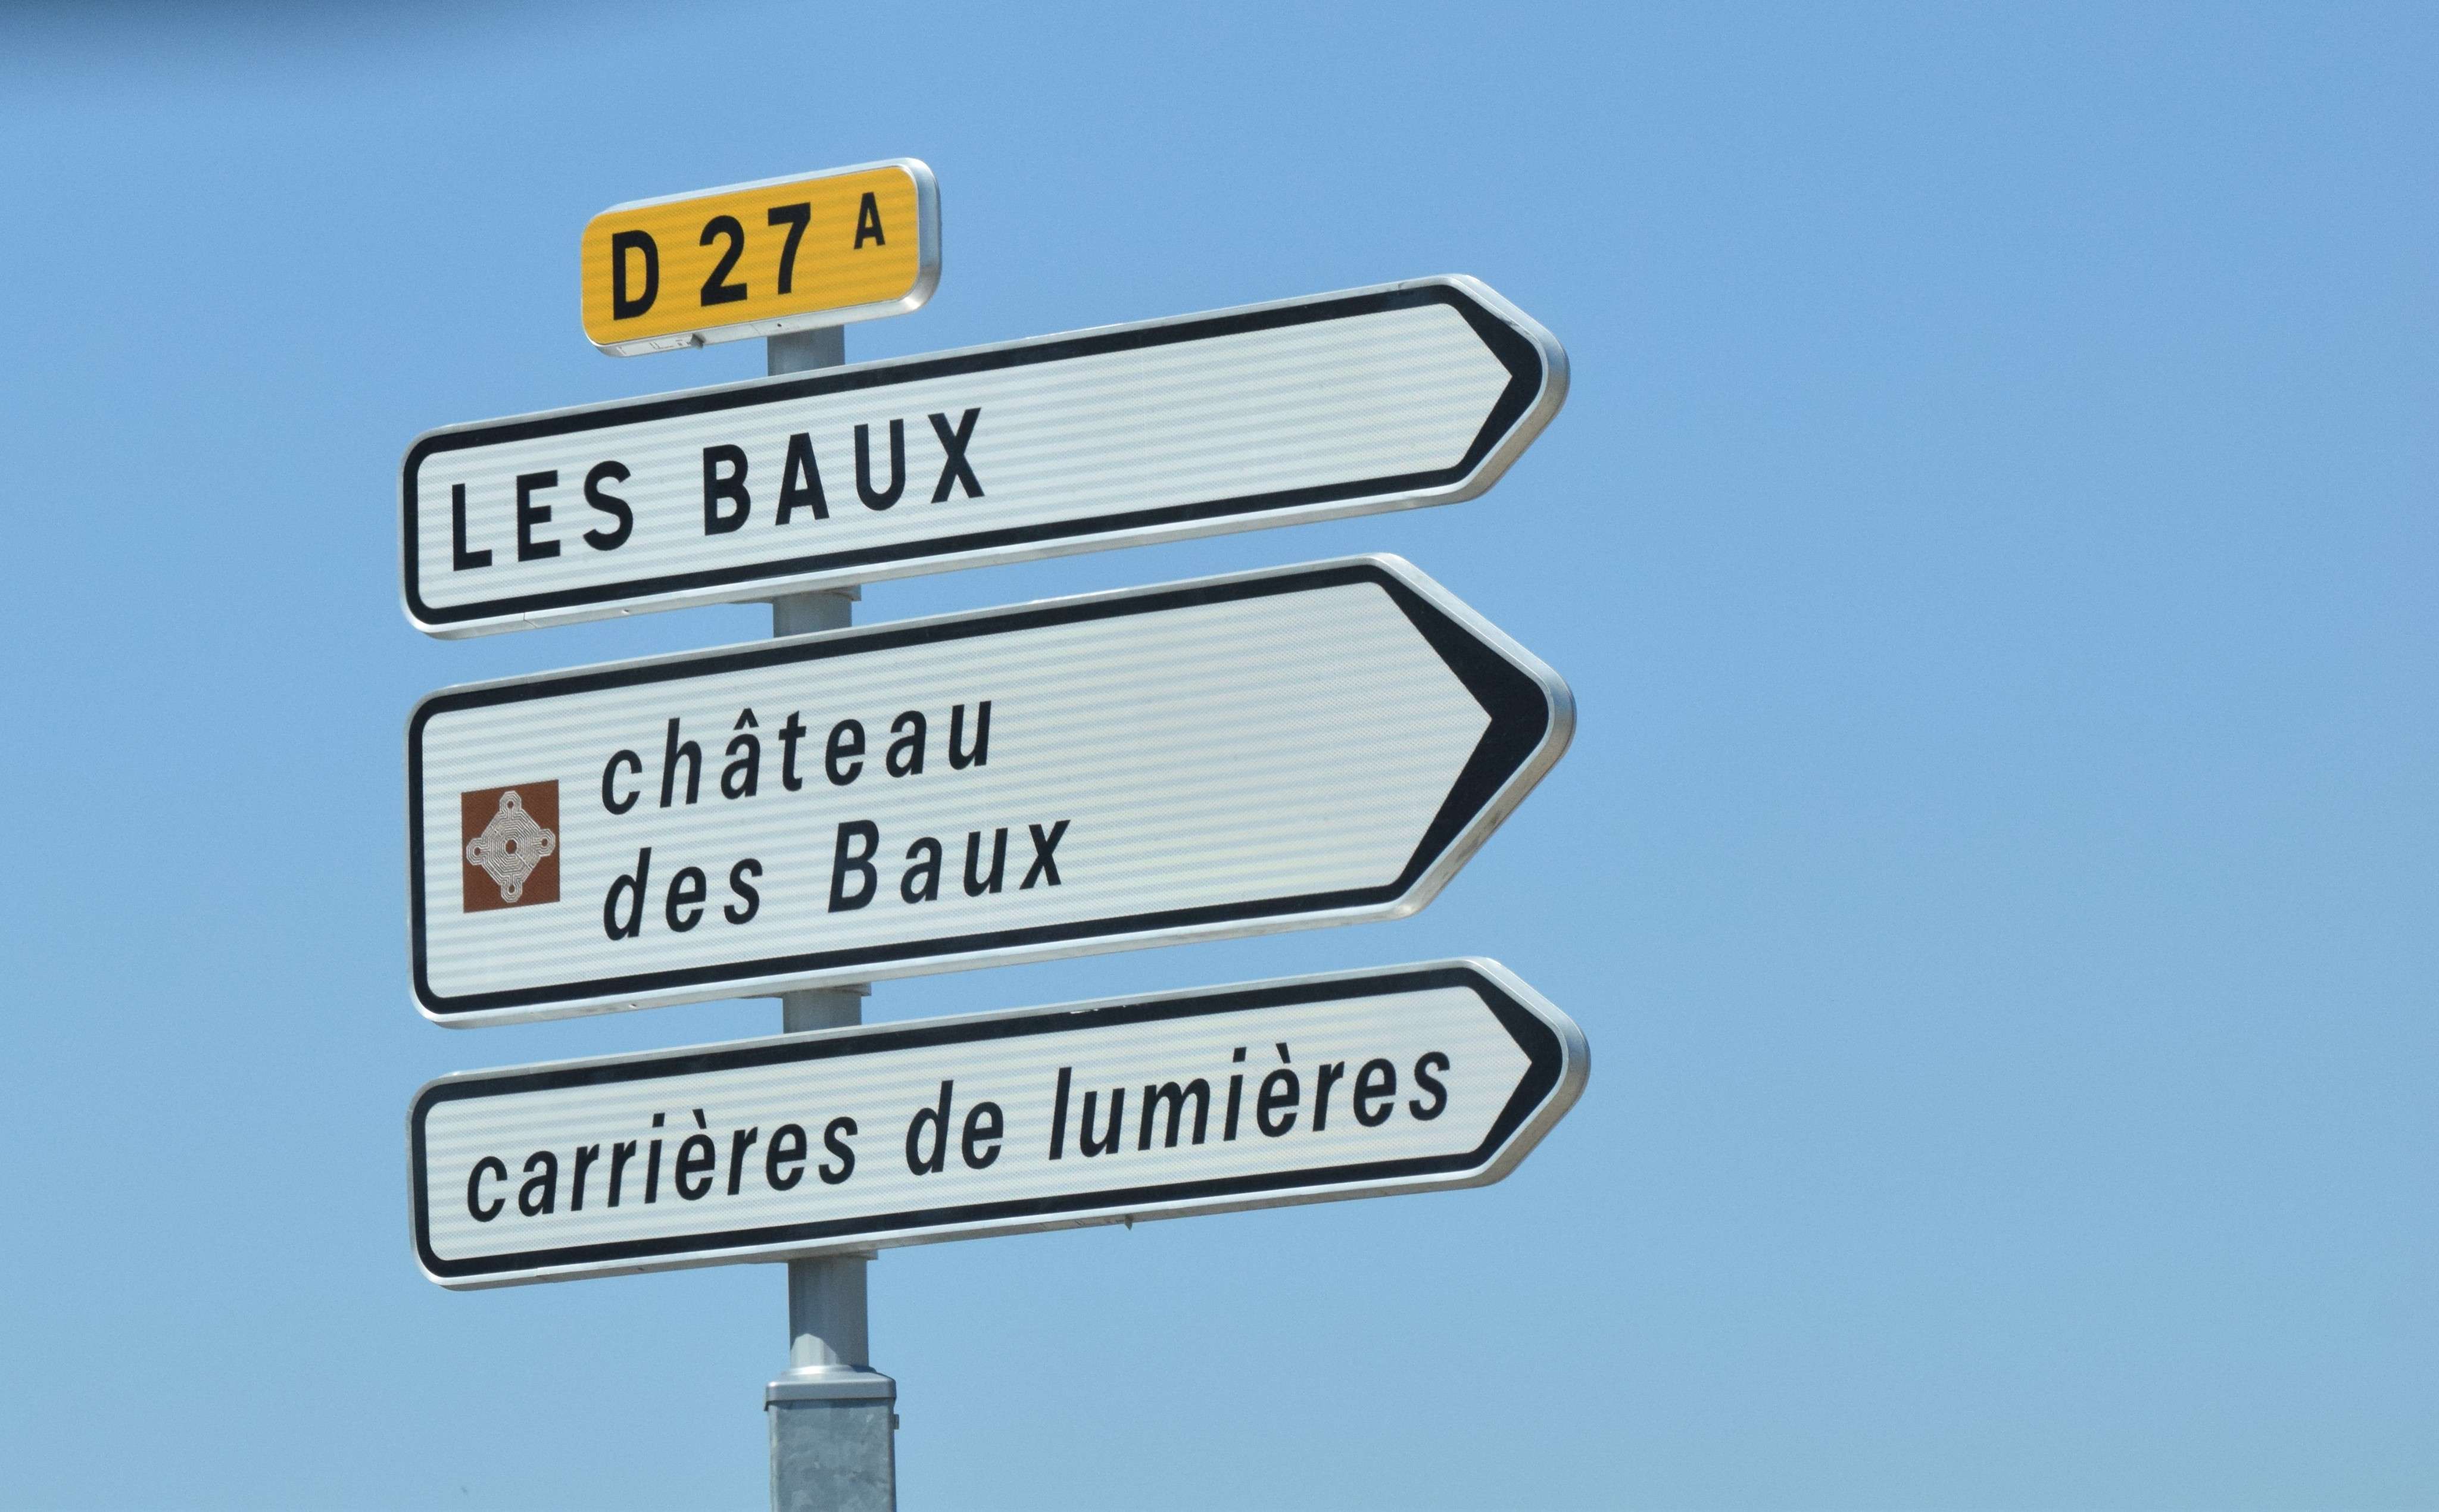 D 27 A
LES BAUX
château
des Baux
carrières de lumières